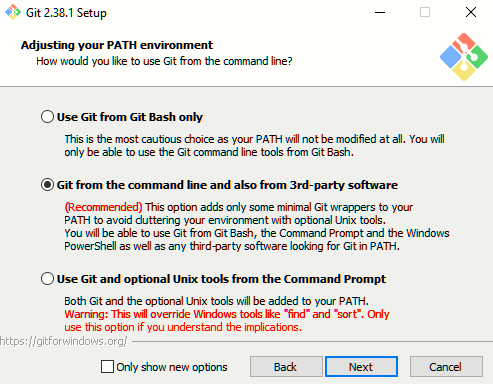 Git 2.38.1 Setup
Adjusting your PATH environment
How would you like to use Git from the command line?
Use Git from Git Bash only
This is the most cautious choice as your PATH will not be modified at all. You will
only be able to use the Git command line tools from Git Bash.
Git from the command line and also from 3rd-party software
(Recommended) This option adds only some minimal Git wrappers to your
PATH to avoid cluttering your environment with optional Unix tools.
You will be able to use Git from Git Bash, the Command Prompt and the Windows
PowerShell as well as any third-party software looking for Git in PATH.
Use Git and optional Unix tools from the Command Prompt
Both Git and the optional Unix tools will be added to your PATH.
Warning: This will override Windows tools like "find" and "sort". Only
use this option if you understand the implications.
https://gitforwindows.org/
Only show new options
Back
Next
Cancel